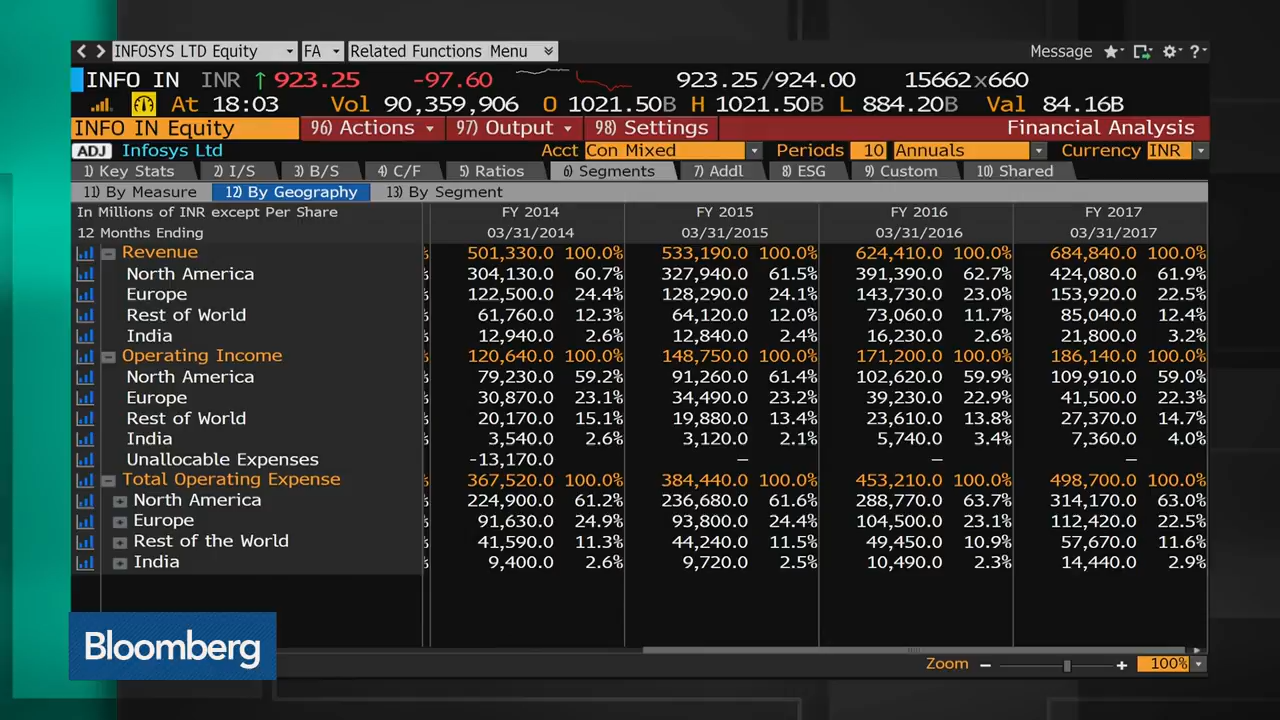 INFOSYS LTD Equity FA Related Functions Menu Message ?
INFO IN INR ↑ 923.25 -97.60 923.25/924.00 15662x660
At 18:03 Vol 90,359,906 O 1021.50B H 1021.50B L 884.20B Val 84.16B
INFO IN Equity 96) Actions 97) Output 98) Settings Financial Analysis
ADJ Infosys Ltd Acct Con Mixed Periods 10 Annuals Currency INR
1) Key Stats 2) I/S 3) B/S 4) C/F 5) Ratios 6) Segments 7) Addl 8) ESG 9) Custom 10) Shared
11) By Measure 12) By Geography 13) By Segment
In Millions of INR except Per Share FY 2014 FY 2015 FY 2016 FY 2017
12 Months Ending 03/31/2014 03/31/2015 03/31/2016 03/31/2017
Revenue 501,330.0 100.0% 533,190.0 100.0% 624,410.0 100.0% 684,840.0 100.0%
North America 304,130.0 60.7% 327,940.0 61.5% 391,390.0 62.7% 424,080.0 61.9%
Europe 122,500.0 24.4% 128,290.0 24.1% 143,730.0 23.0% 153,920.0 22.5%
Rest of World 61,760.0 12.3% 64,120.0 12.0% 73,060.0 11.7% 85,040.0 12.4%
India 12,940.0 2.6% 12,840.0 2.4% 16,230.0 2.6% 21,800.0 3.2%
Operating Income 120,640.0 100.0% 148,750.0 100.0% 171,200.0 100.0% 186,140.0 100.0%
North America 79,230.0 59.2% 91,260.0 61.4% 102,620.0 59.9% 109,910.0 59.0%
Europe 30,870.0 23.1% 34,490.0 23.2% 39,230.0 22.9% 41,500.0 22.3%
Rest of World 20,170.0 15.1% 19,880.0 13.4% 23,610.0 13.8% 27,370.0 14.7%
India 3,540.0 2.6% 3,120.0 2.1% 5,740.0 3.4% 7,360.0 4.0%
Unallocable Expenses -13,170.0 — — —
Total Operating Expense 367,520.0 100.0% 384,440.0 100.0% 453,210.0 100.0% 498,700.0 100.0%
North America 224,900.0 61.2% 236,680.0 61.6% 288,770.0 63.7% 314,170.0 63.0%
Europe 91,630.0 24.9% 93,800.0 24.4% 104,500.0 23.1% 112,420.0 22.5%
Rest of the World 41,590.0 11.3% 44,240.0 11.5% 49,450.0 10.9% 57,670.0 11.6%
India 9,400.0 2.6% 9,720.0 2.5% 10,490.0 2.3% 14,440.0 2.9%
Bloomberg
Zoom − + 100%